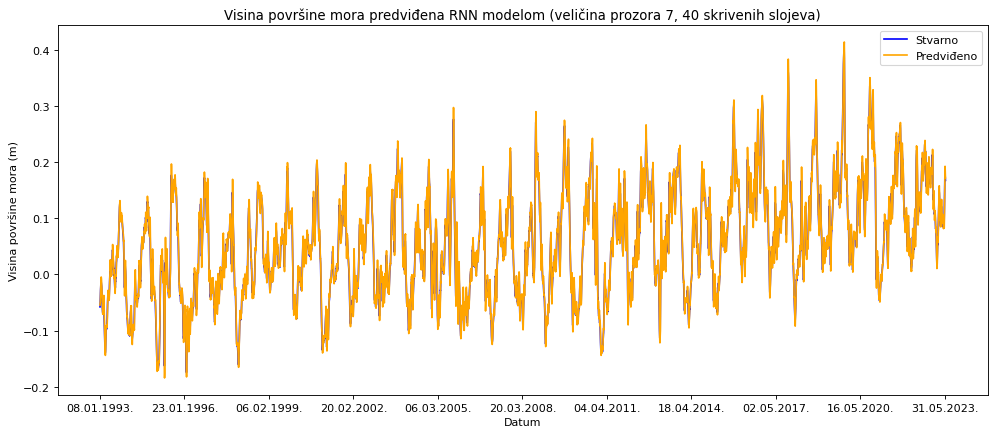 Visina površine mora predviđena RNN modelom (veličina prozora 7, 40 skrivenih slojeva)
Stvarno
Predviđeno
Visina površine mora (m)
0.4
0.3
0.2
0.1
0.0
−0.1
−0.2
08.01.1993. 23.01.1996. 06.02.1999. 20.02.2002. 06.03.2005. 20.03.2008. 04.04.2011. 18.04.2014. 02.05.2017. 16.05.2020. 31.05.2023.
Datum